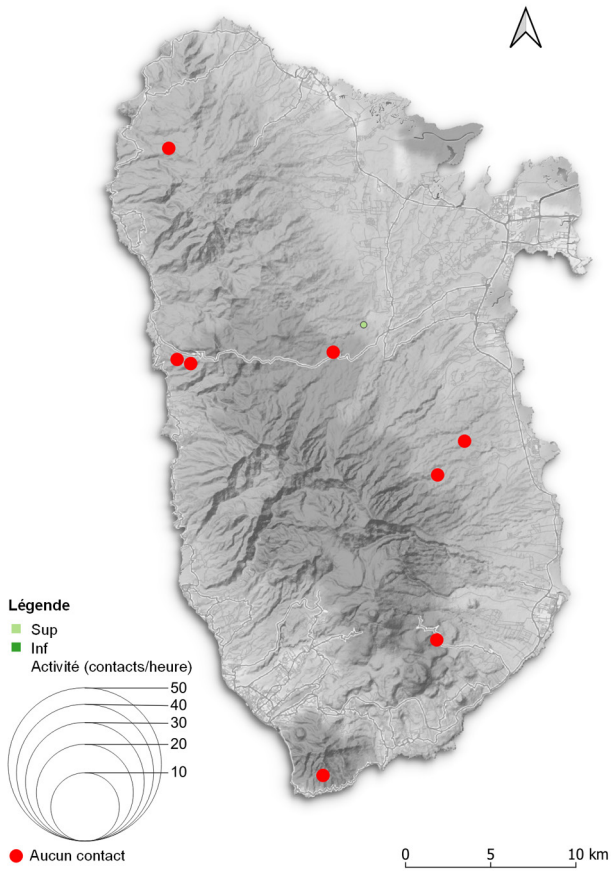 Légende
Sup
Inf
Activité (contacts/heure)
50
40
30
20
10
Aucun contact
0 5 10 km